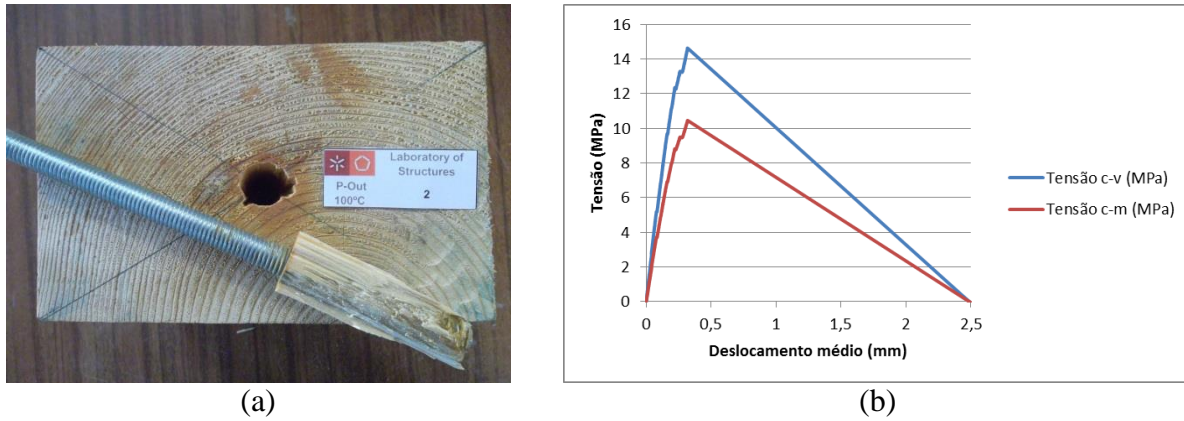 Laboratory of
Structures
P-Out
100°C
2
16
14
12
10
8
6
4
2
0
Tensão (MPa)
0
0,5
1
1,5
2
2,5
Deslocamento médio (mm)
Tensão c-v (MPa)
Tensão c-m (MPa)
(a)
(b)